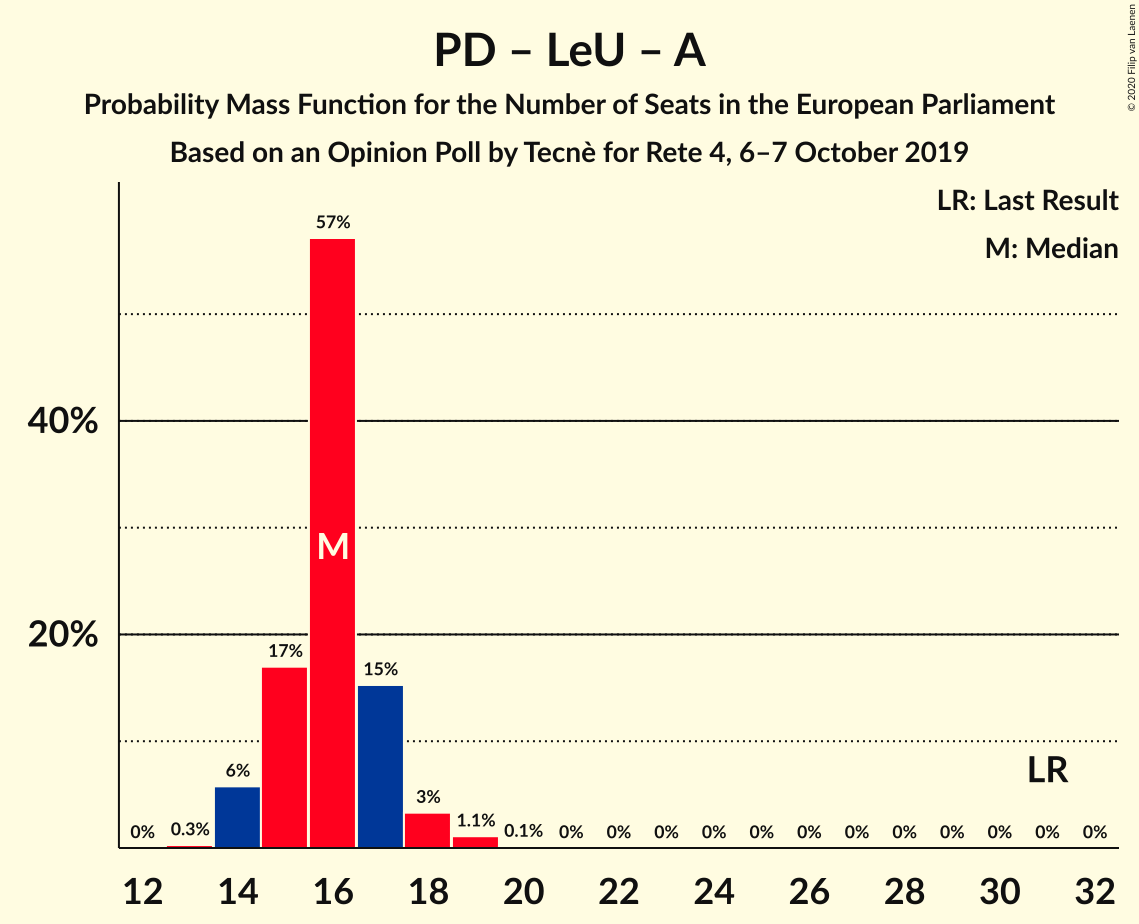 PD – LeU – A
Probability Mass Function for the Number of Seats in the European Parliament
Based on an Opinion Poll by Tecnè for Rete 4, 6–7 October 2019
© 2020 Filip van Laenen
LR: Last Result
M: Median
57%
40%
M
20%
17%
15%
LR
6%
3%
0% 0.3% 1.1% 0.1% 0% 0% 0% 0% 0% 0% 0% 0% 0% 0% 0% 0%
12 14 16 18 20 22 24 26 28 30 32